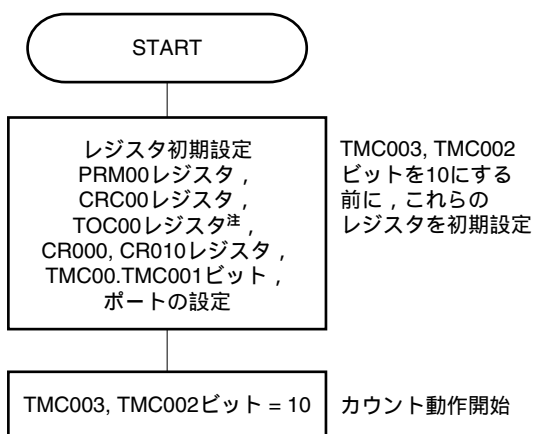 START
レジスタ初期設定
PRM00レジスタ，
CRC00レジスタ，
TOC00レジスタ注，
CR000, CR010レジスタ，
TMC00.TMC001ビット，
ポートの設定
TMC003, TMC002
ビットを10にする
前に，これらの
レジスタを初期設定
TMC003, TMC002ビット = 10
カウント動作開始